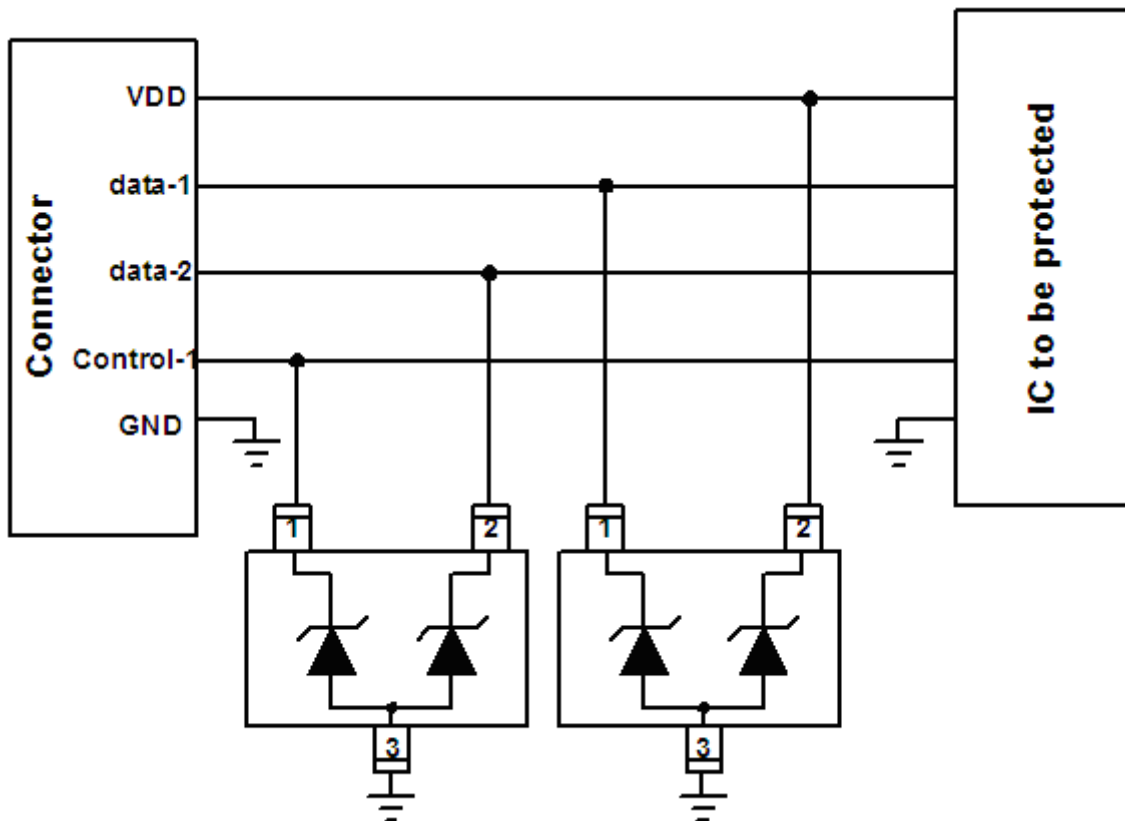 Connector
VDD
data-1
data-2
Control-1
GND
IC to be protected
1
2
1
2
3
3